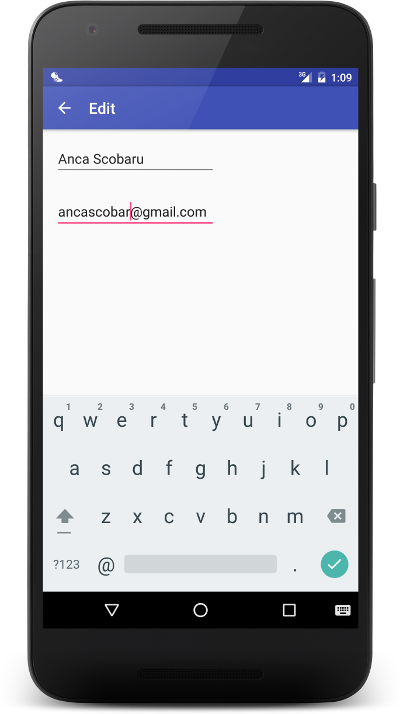 3G 1:09
Edit
Anca Scobaru
ancascobar@gmail.com
1 2 3 4 5 6 7 8 9 0
q w e r t y u i o p
a s d f g h j k l
z x c v b n m
?123 @ .